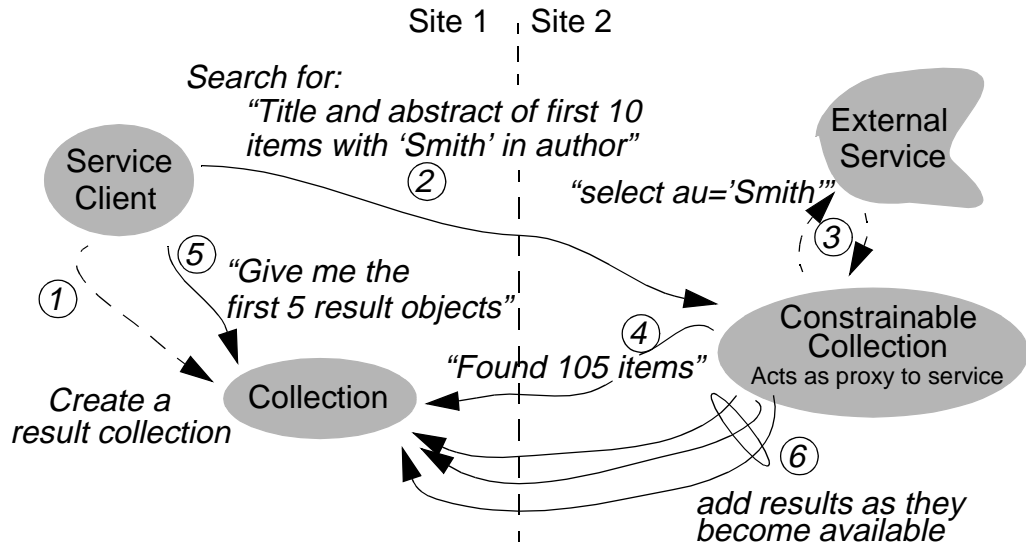 Site 1
Site 2
Search for:
“Title and abstract of first 10
items with ‘Smith’ in author”
2
Service
Client
External
Service
“select au=’Smith’”
3
1
5
“Give me the
first 5 result objects”
4
“Found 105 items”
Constrainable
Collection
Acts as proxy to service
Collection
Create a
result collection
6
add results as they
become available